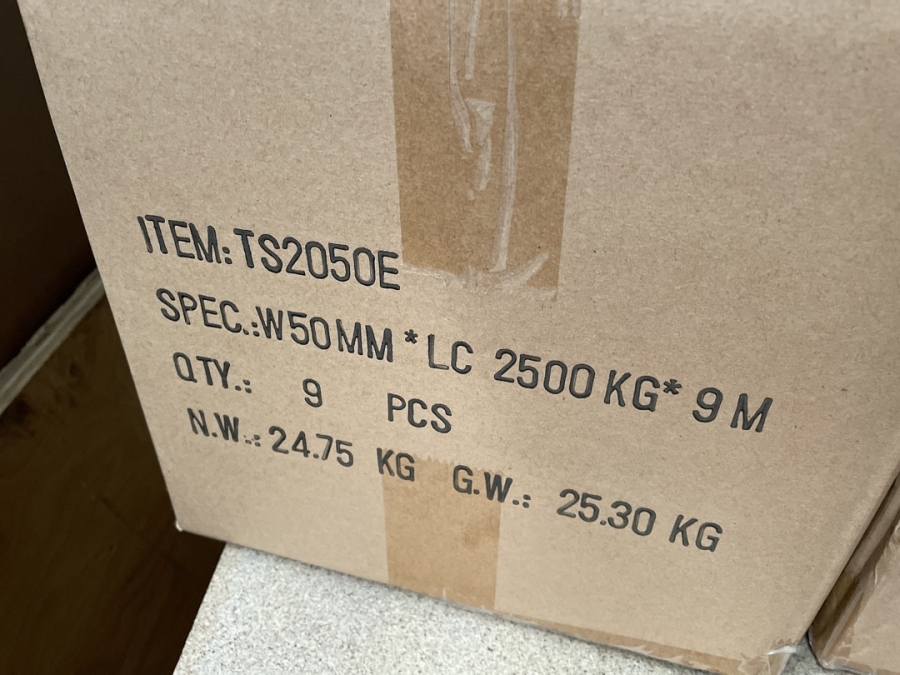 ITEM:TS2050E
SPEC.:W50MM*LC 2500KG*9M
QTY.: 9 PCS
N.W.:24.75 KG G.W.: 25.30 KG